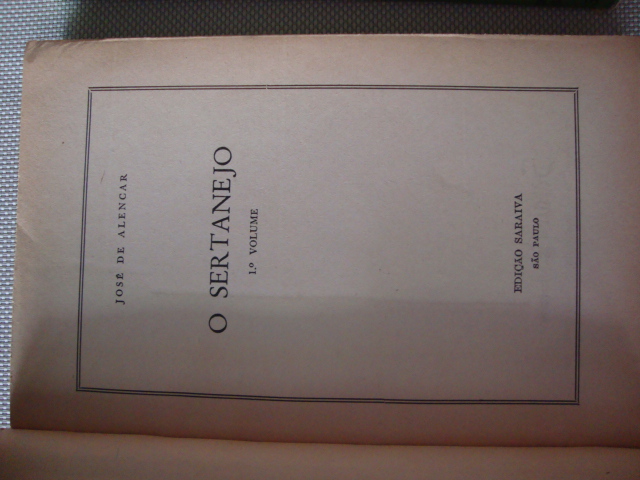 JOSÉ DE ALENCAR
O SERTANEJO
1.º VOLUME
EDIÇÃO SARAIVA
SÃO PAULO